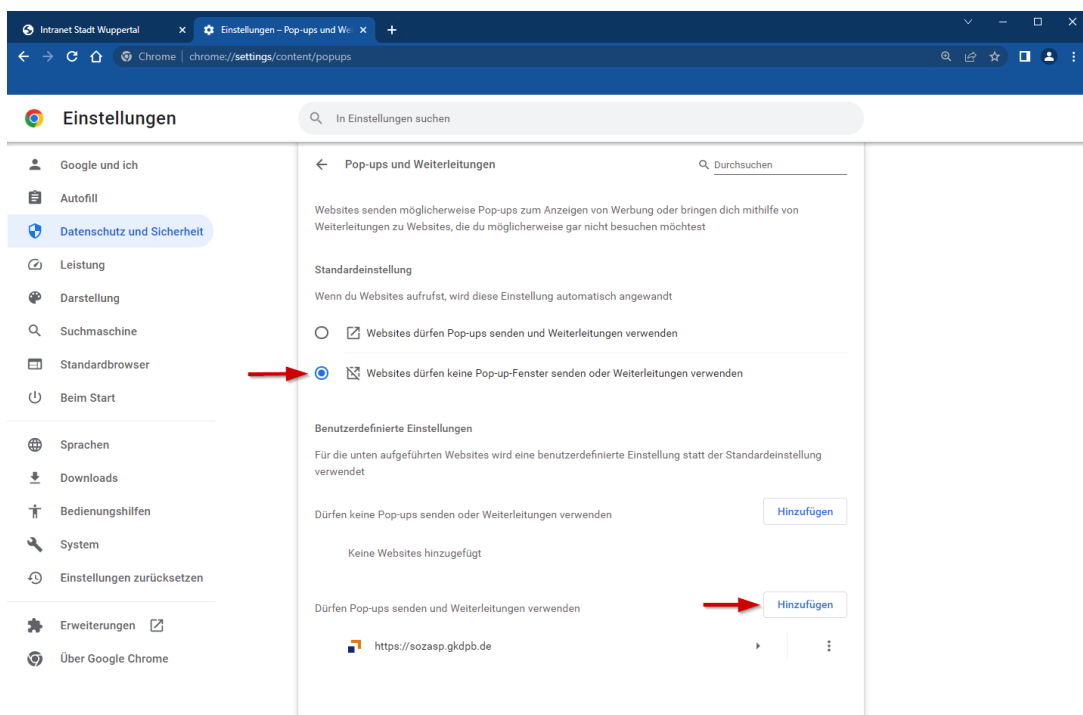 Intranet Stadt Wuppertal
Einstellungen – Pop-ups und Wei
Chrome | chrome://settings/content/popups
Einstellungen
In Einstellungen suchen
Google und ich
Autofill
Datenschutz und Sicherheit
Leistung
Darstellung
Suchmaschine
Standardbrowser
Beim Start
Sprachen
Downloads
Bedienungshilfen
System
Einstellungen zurücksetzen
Erweiterungen
Über Google Chrome
Pop-ups und Weiterleitungen
Durchsuchen
Websites senden möglicherweise Pop-ups zum Anzeigen von Werbung oder bringen dich mithilfe von
Weiterleitungen zu Websites, die du möglicherweise gar nicht besuchen möchtest
Standardeinstellung
Wenn du Websites aufrufst, wird diese Einstellung automatisch angewandt
Websites dürfen Pop-ups senden und Weiterleitungen verwenden
Websites dürfen keine Pop-up-Fenster senden oder Weiterleitungen verwenden
Benutzerdefinierte Einstellungen
Für die unten aufgeführten Websites wird eine benutzerdefinierte Einstellung statt der Standardeinstellung
verwendet
Dürfen keine Pop-ups senden oder Weiterleitungen verwenden
Hinzufügen
Keine Websites hinzugefügt
Dürfen Pop-ups senden und Weiterleitungen verwenden
Hinzufügen
https://sozasp.gkdpb.de